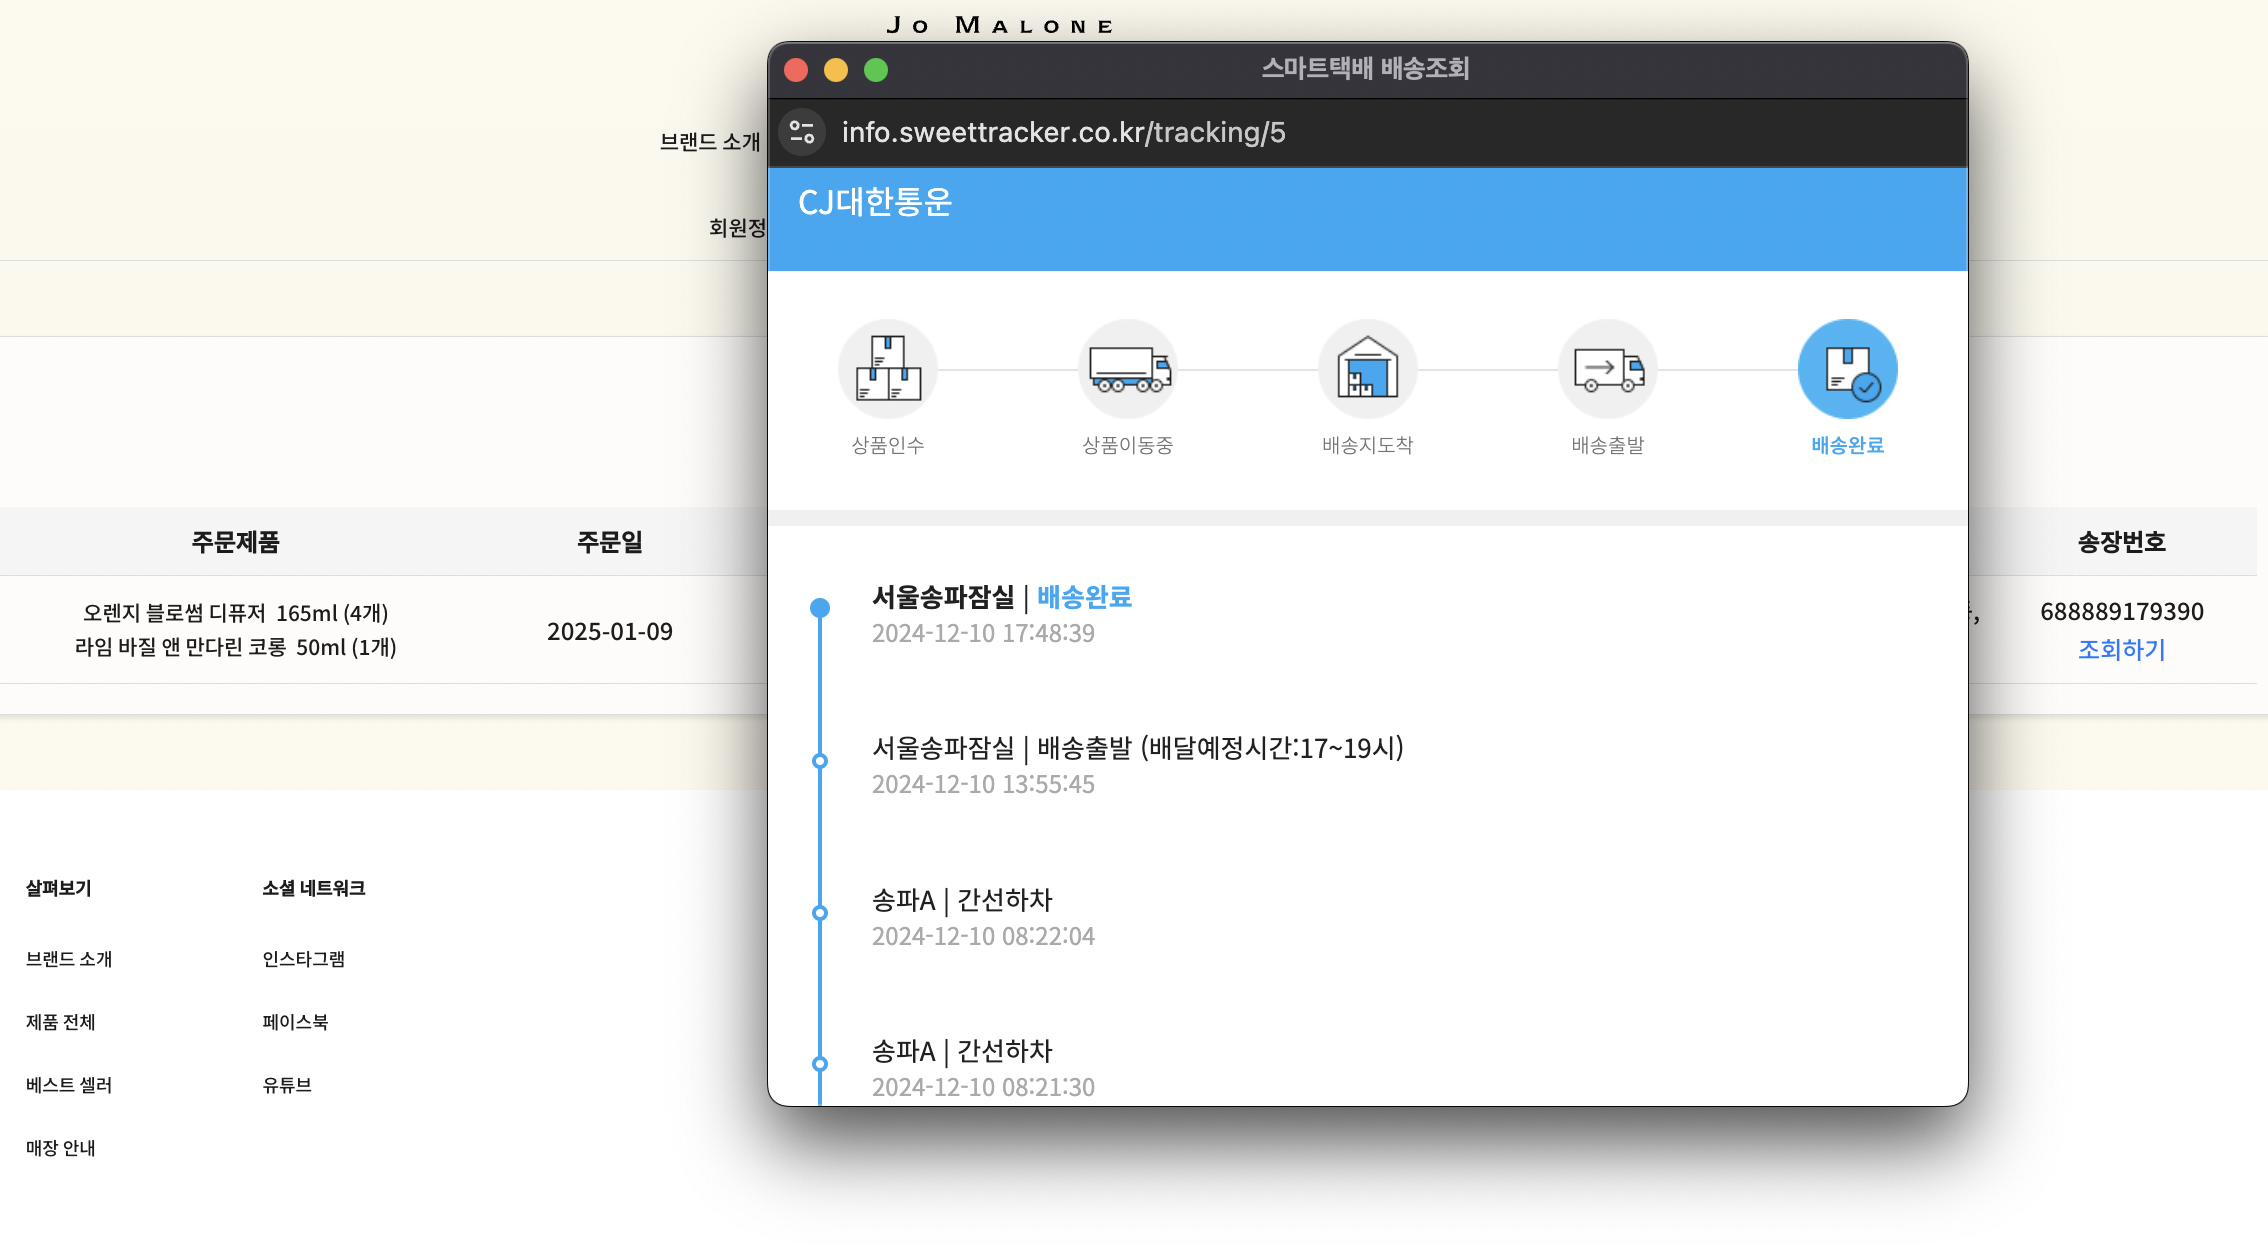 JO MALONE
브랜드 소개
회원정
스마트택배 배송조회
info.sweettracker.co.kr/tracking/5
CJ대한통운
상품인수
상품이동중
배송지도착
배송출발
배송완료
주문제품
주문일
송장번호
오렌지 블로썸 디퓨저 165ml (4개)
라임 바질 앤 만다린 코롱 50ml (1개)
2025-01-09
688889179390
조회하기
서울송파잠실 | 배송완료
2024-12-10 17:48:39
서울송파잠실 | 배송출발 (배달예정시간:17~19시)
2024-12-10 13:55:45
송파A | 간선하차
2024-12-10 08:22:04
송파A | 간선하차
2024-12-10 08:21:30
살펴보기
브랜드 소개
제품 전체
베스트 셀러
매장 안내
소셜 네트워크
인스타그램
페이스북
유튜브